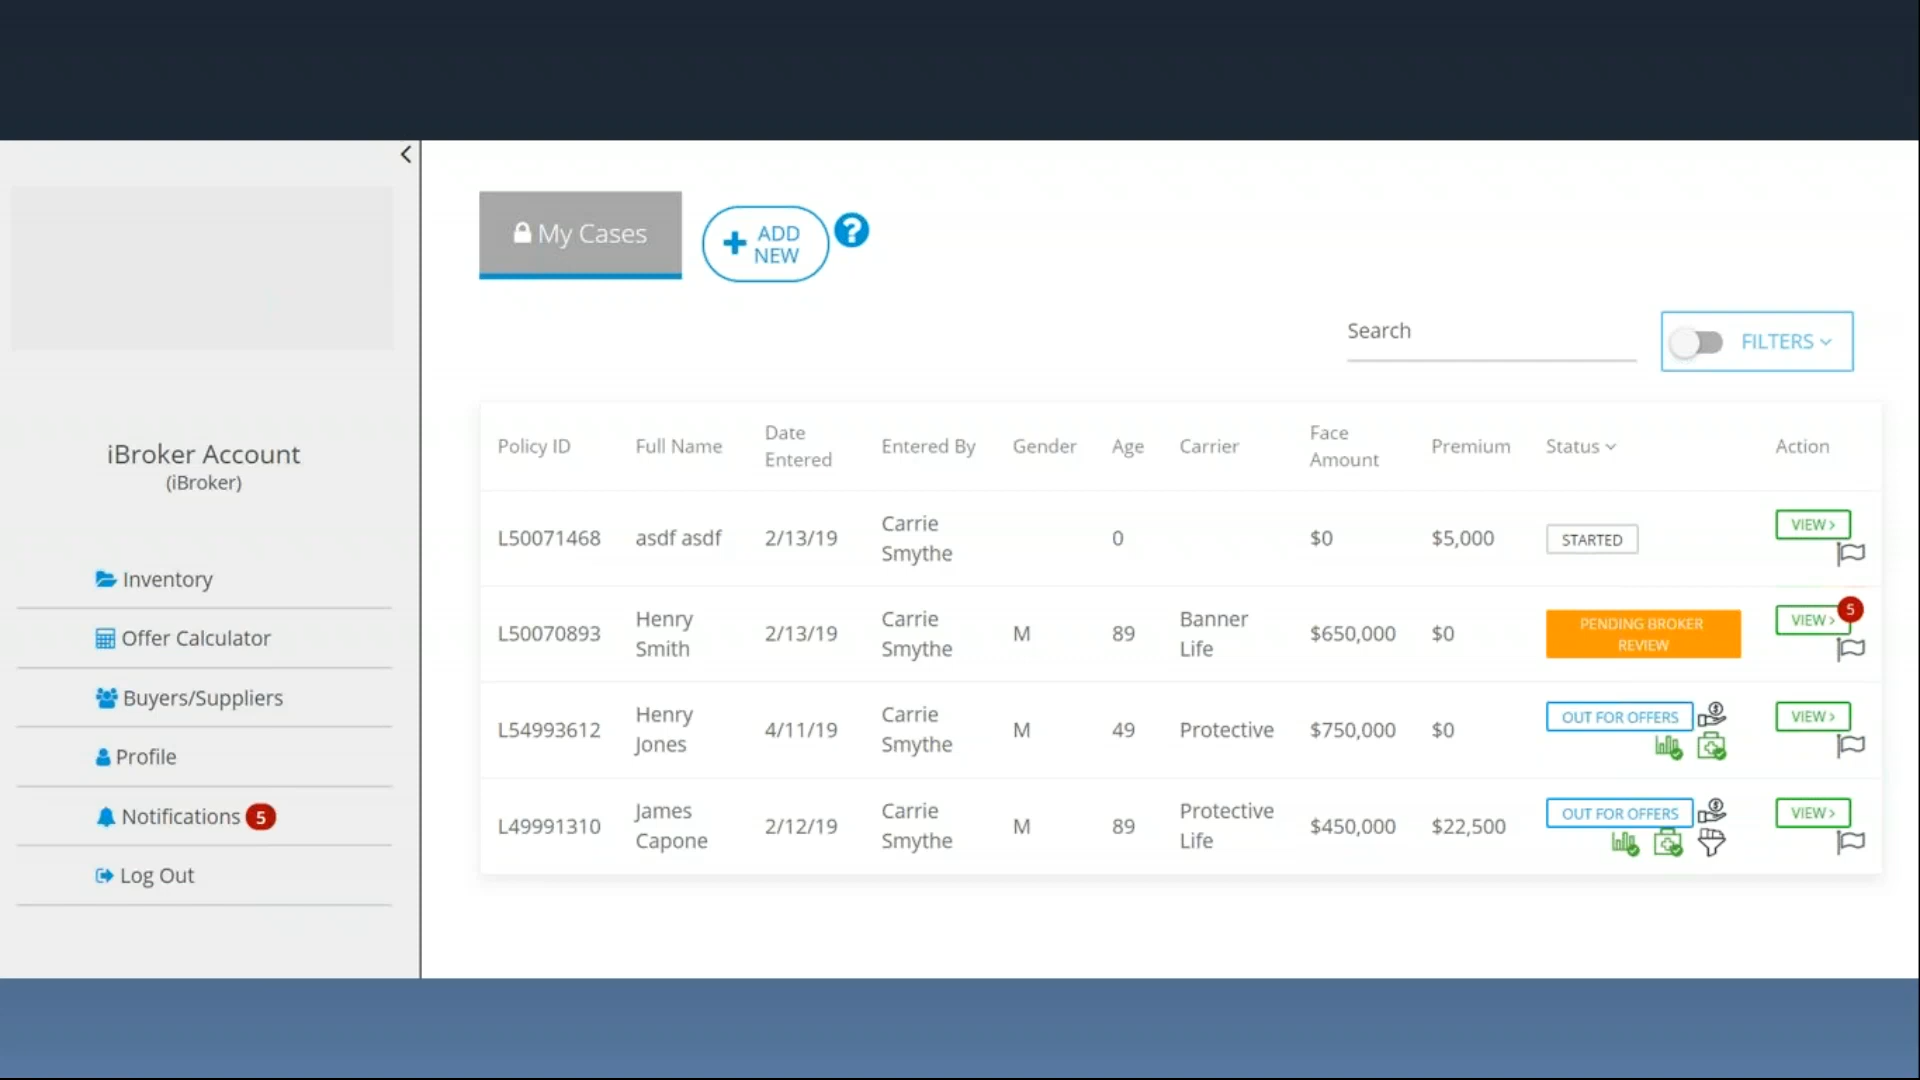 My Cases
ADD
NEW
?
Search
FILTERS
iBroker Account
(iBroker)
Inventory
Offer Calculator
Buyers/Suppliers
Profile
Notifications 5
Log Out
Policy ID Full Name Date Entered Entered By Gender Age Carrier Face Amount Premium Status Action
L50071468 asdf asdf 2/13/19 Carrie Smythe 0 $0 $5,000 STARTED VIEW
L50070893 Henry Smith 2/13/19 Carrie Smythe M 89 Banner Life $650,000 $0 PENDING BROKER REVIEW VIEW 5
L54993612 Henry Jones 4/11/19 Carrie Smythe M 49 Protective $750,000 $0 OUT FOR OFFERS VIEW
L49991310 James Capone 2/12/19 Carrie Smythe M 89 Protective Life $450,000 $22,500 OUT FOR OFFERS VIEW